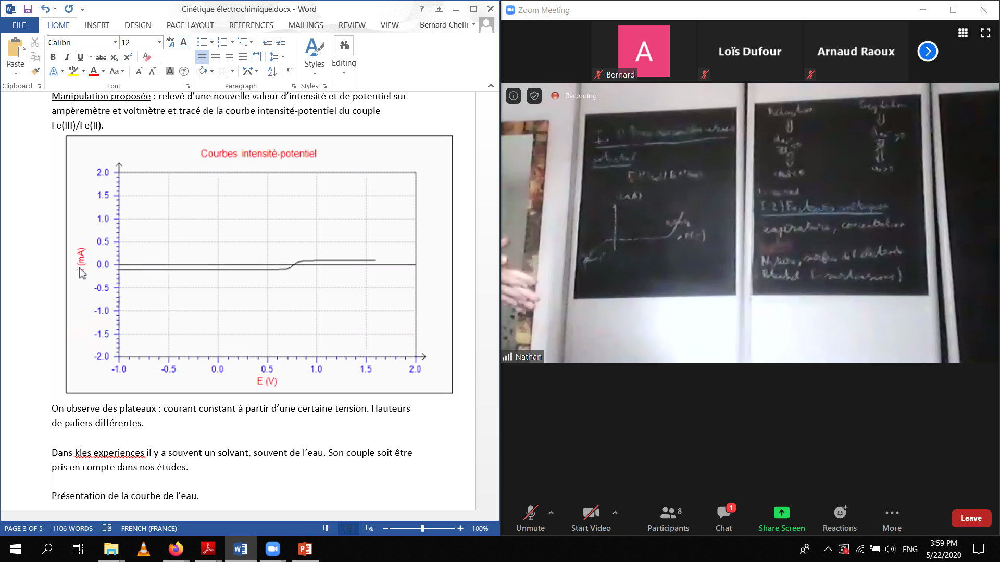 Cinétique électrochimique.docx - Word
FILE HOME INSERT DESIGN PAGE LAYOUT REFERENCES MAILINGS REVIEW VIEW Bernard Chelli
Calibri 12
Paste
Styles
Editing
Clipboard Font Paragraph Styles
Manipulation proposée : relevé d’une nouvelle valeur d’intensité et de potentiel sur
ampèremètre et voltmètre et tracé de la courbe intensité-potentiel du couple
Fe(III)/Fe(II).
Courbes intensité-potentiel
2.0
1.5
1.0
0.5
0.0
-0.5
-1.0
-1.5
-2.0
(mA)
-1.0 -0.5 0.0 0.5 1.0 1.5 2.0
E (V)
On observe des plateaux : courant constant à partir d’une certaine tension. Hauteurs
de paliers différentes.
Dans kles experiences il y a souvent un solvant, souvent de l’eau. Son couple soit être
pris en compte dans nos études.
Présentation de la courbe de l’eau.
PAGE 3 OF 5 1106 WORDS FRENCH (FRANCE) 100%
Zoom Meeting
A
Bernard
Loïs Dufour
Arnaud Raoux
Recording
Nathan
Unmute
Start Video
Participants 8
Chat 1
Share Screen
Reactions
More
Leave
ENG
3:59 PM
5/22/2020